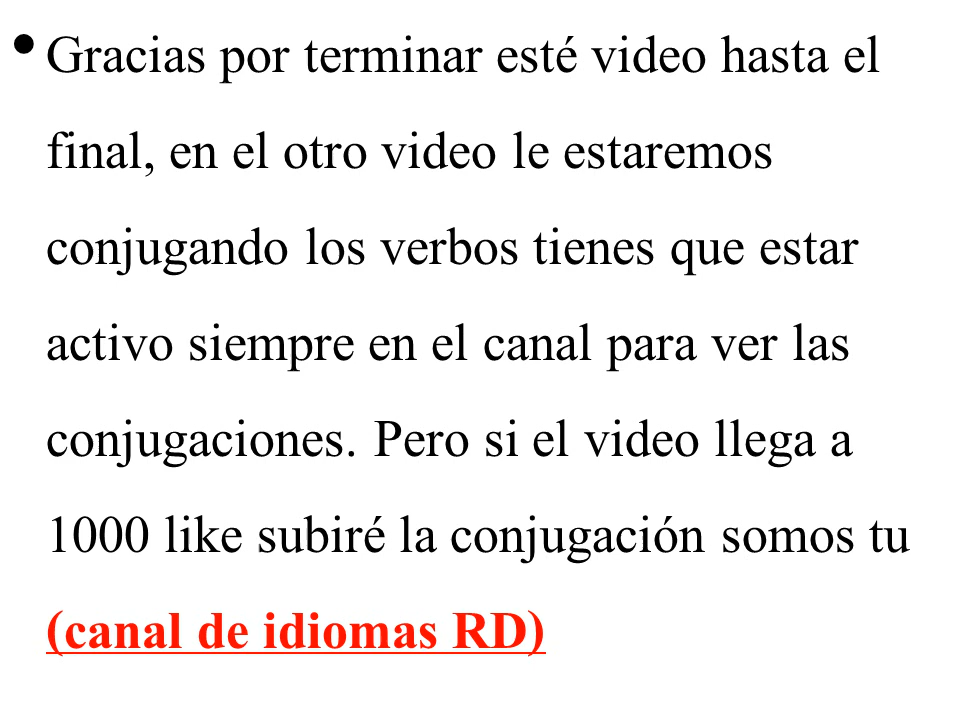 • Gracias por terminar esté video hasta el
final, en el otro video le estaremos
conjugando los verbos tienes que estar
activo siempre en el canal para ver las
conjugaciones. Pero si el video llega a
1000 like subiré la conjugación somos tu
(canal de idiomas RD)